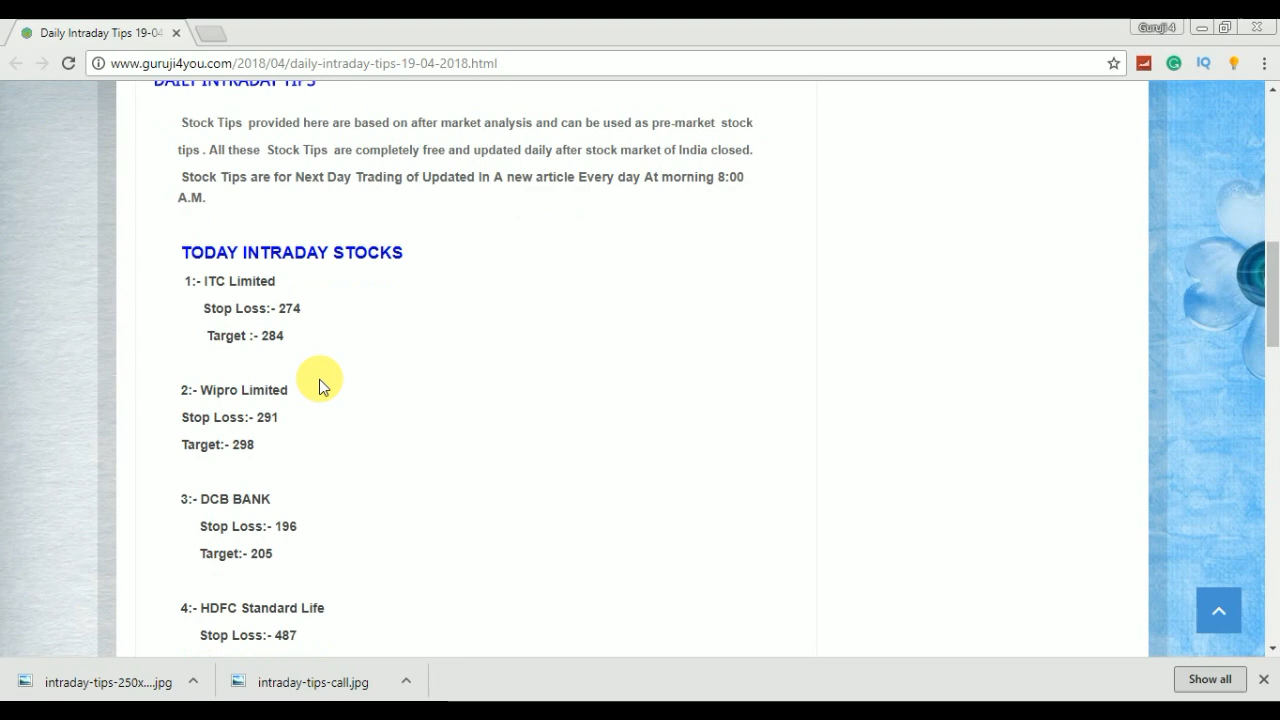 Daily Intraday Tips 19-04
Guruji 4
www.guruji4you.com/2018/04/daily-intraday-tips-19-04-2018.html
DAILY INTRADAY TIPS
Stock Tips provided here are based on after market analysis and can be used as pre-market stock
tips . All these Stock Tips are completely free and updated daily after stock market of India closed.
Stock Tips are for Next Day Trading of Updated In A new article Every day At morning 8:00
A.M.
TODAY INTRADAY STOCKS
1:- ITC Limited
Stop Loss:- 274
Target :- 284
2:- Wipro Limited
Stop Loss:- 291
Target:- 298
3:- DCB BANK
Stop Loss:- 196
Target:- 205
4:- HDFC Standard Life
Stop Loss:- 487
intraday-tips-250x....jpg
intraday-tips-call.jpg
Show all